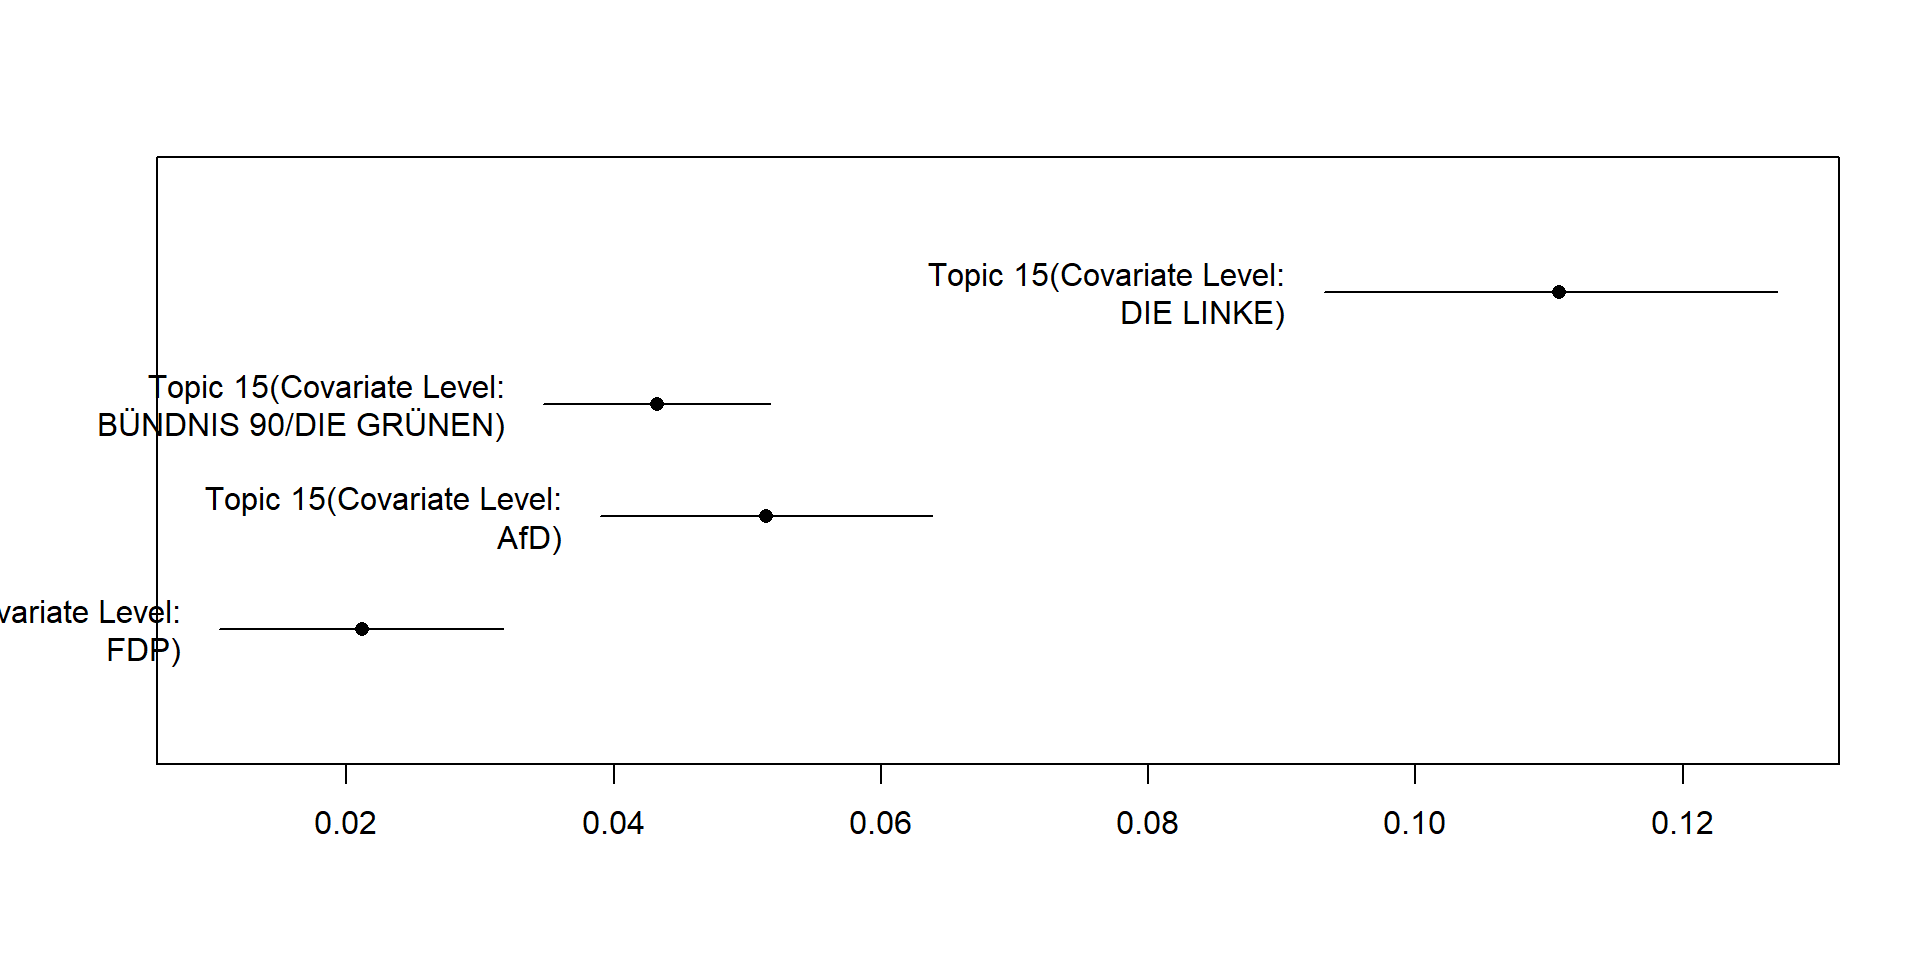 Topic 15(Covariate Level:
DIE LINKE)
Topic 15(Covariate Level:
BÜNDNIS 90/DIE GRÜNEN)
Topic 15(Covariate Level:
AfD)
variate Level:
FDP)
0.02 0.04 0.06 0.08 0.10 0.12